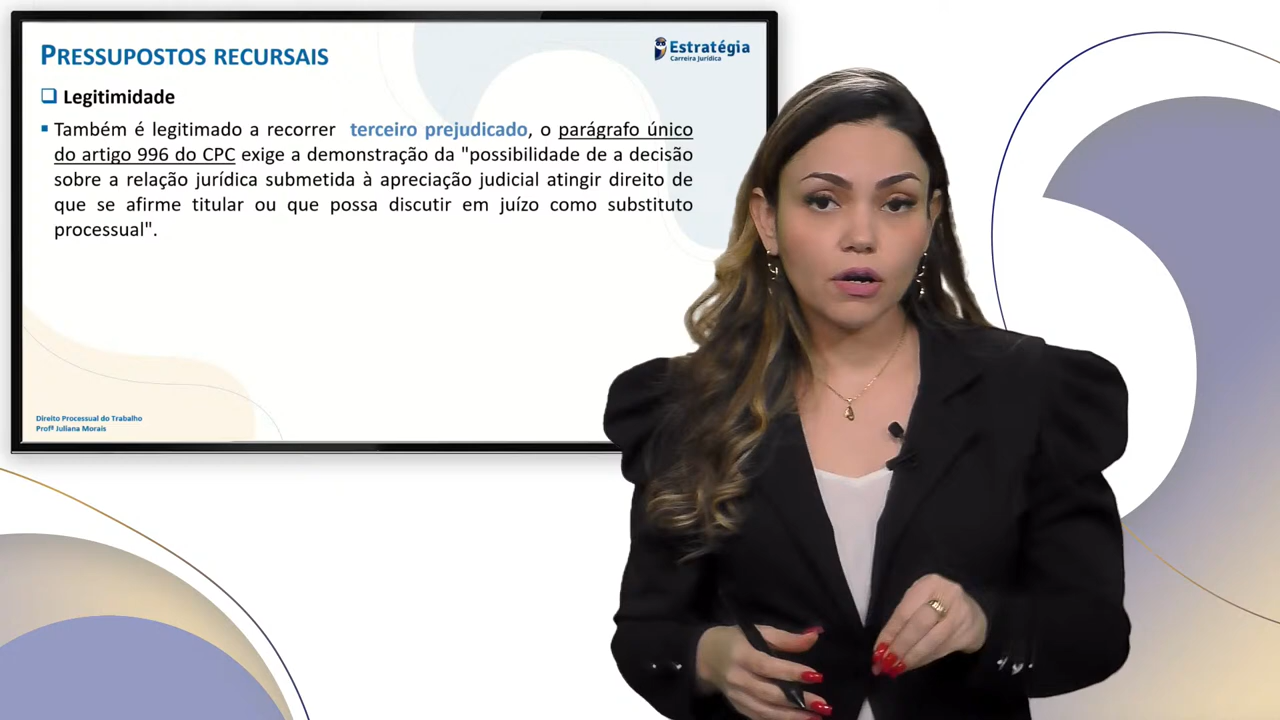 PRESSUPOSTOS RECURSAIS
Estratégia
Carreira Jurídica
Legitimidade
Também é legitimado a recorrer terceiro prejudicado, o parágrafo único
do artigo 996 do CPC exige a demonstração da "possibilidade de a decisão
sobre a relação jurídica submetida à apreciação judicial atingir direito de
que se afirme titular ou que possa discutir em juízo como substituto
processual".
Direito Processual do Trabalho
Profª Juliana Morais